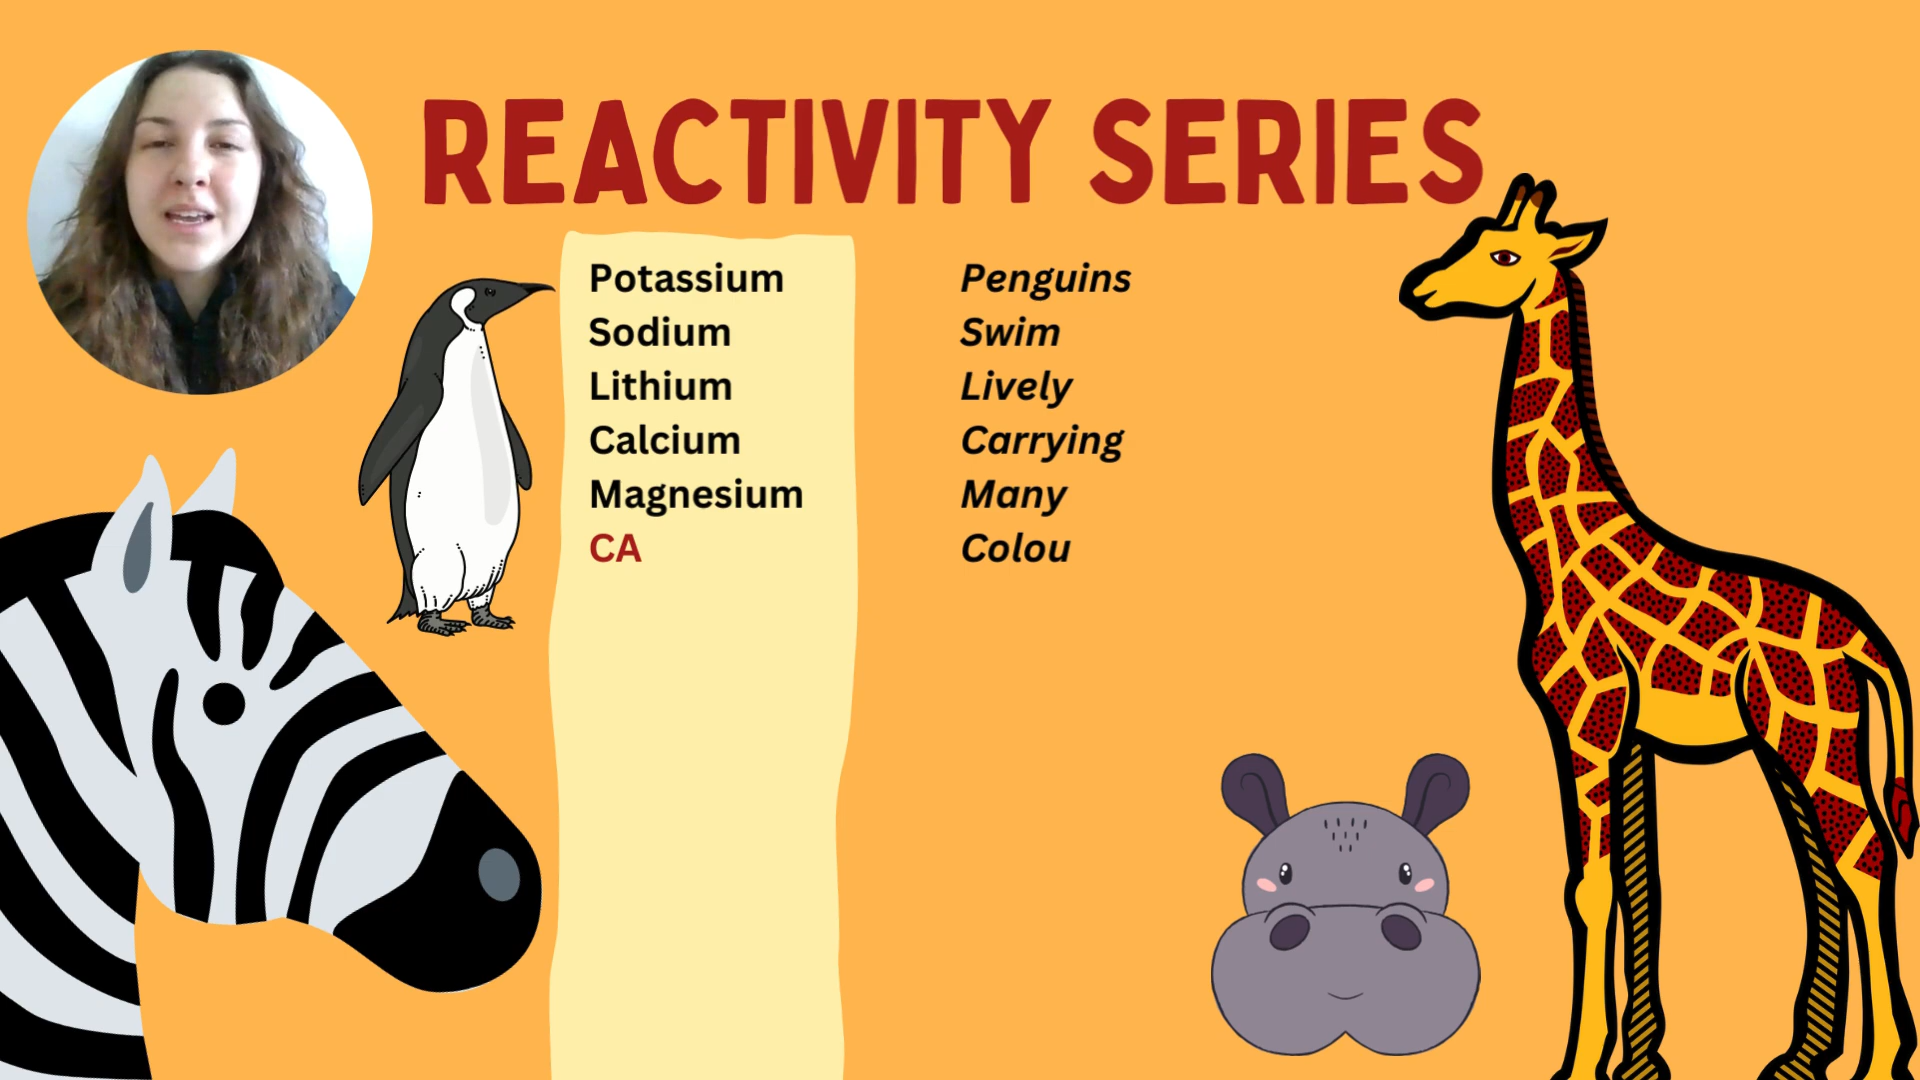 REACTIVITY SERIES
Potassium Penguins
Sodium Swim
Lithium Lively
Calcium Carrying
Magnesium Many
CA Colou